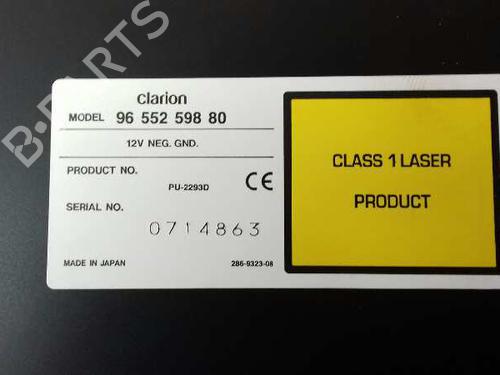 B-PARTS
Clarion
MODEL 96 552 598 80
12V NEG. GND.
PRODUCT NO.
PU-2293D
CE
SERIAL NO.
0714863
MADE IN JAPAN 286-9323-08
CLASS 1 LASER
PRODUCT